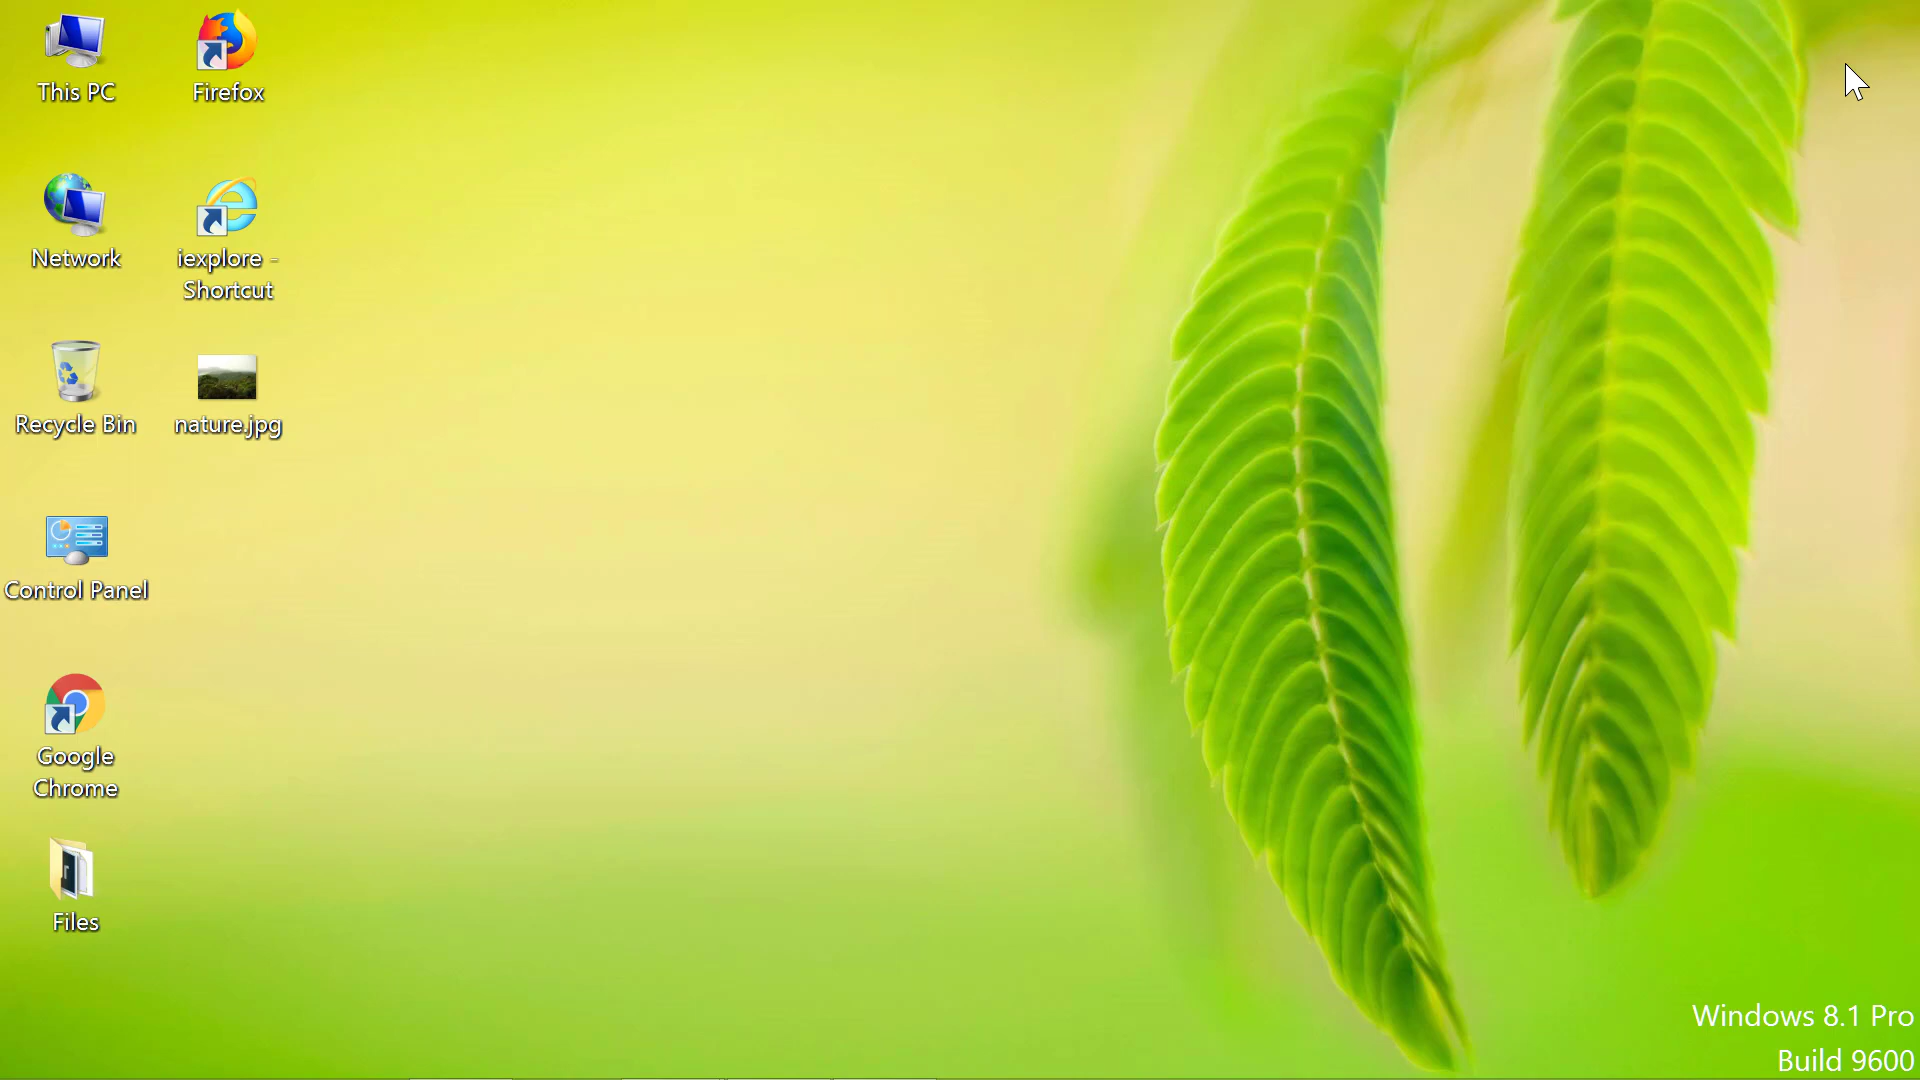 This PC
Firefox
Network
iexplore -
Shortcut
Recycle Bin
nature.jpg
Control Panel
Google
Chrome
Files
Windows 8.1 Pro
Build 9600